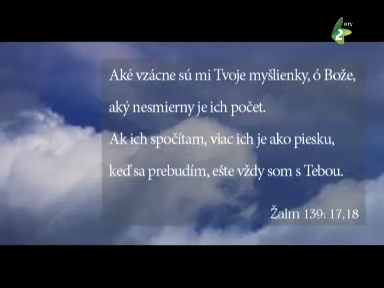 RTV
2
Aké vzácne sú mi Tvoje myšlienky, ó Bože,
aký nesmierny je ich počet.
Ak ich spočítam, viac ich je ako piesku,
keď sa prebudím, ešte vždy som s Tebou.
Žalm 139: 17,18